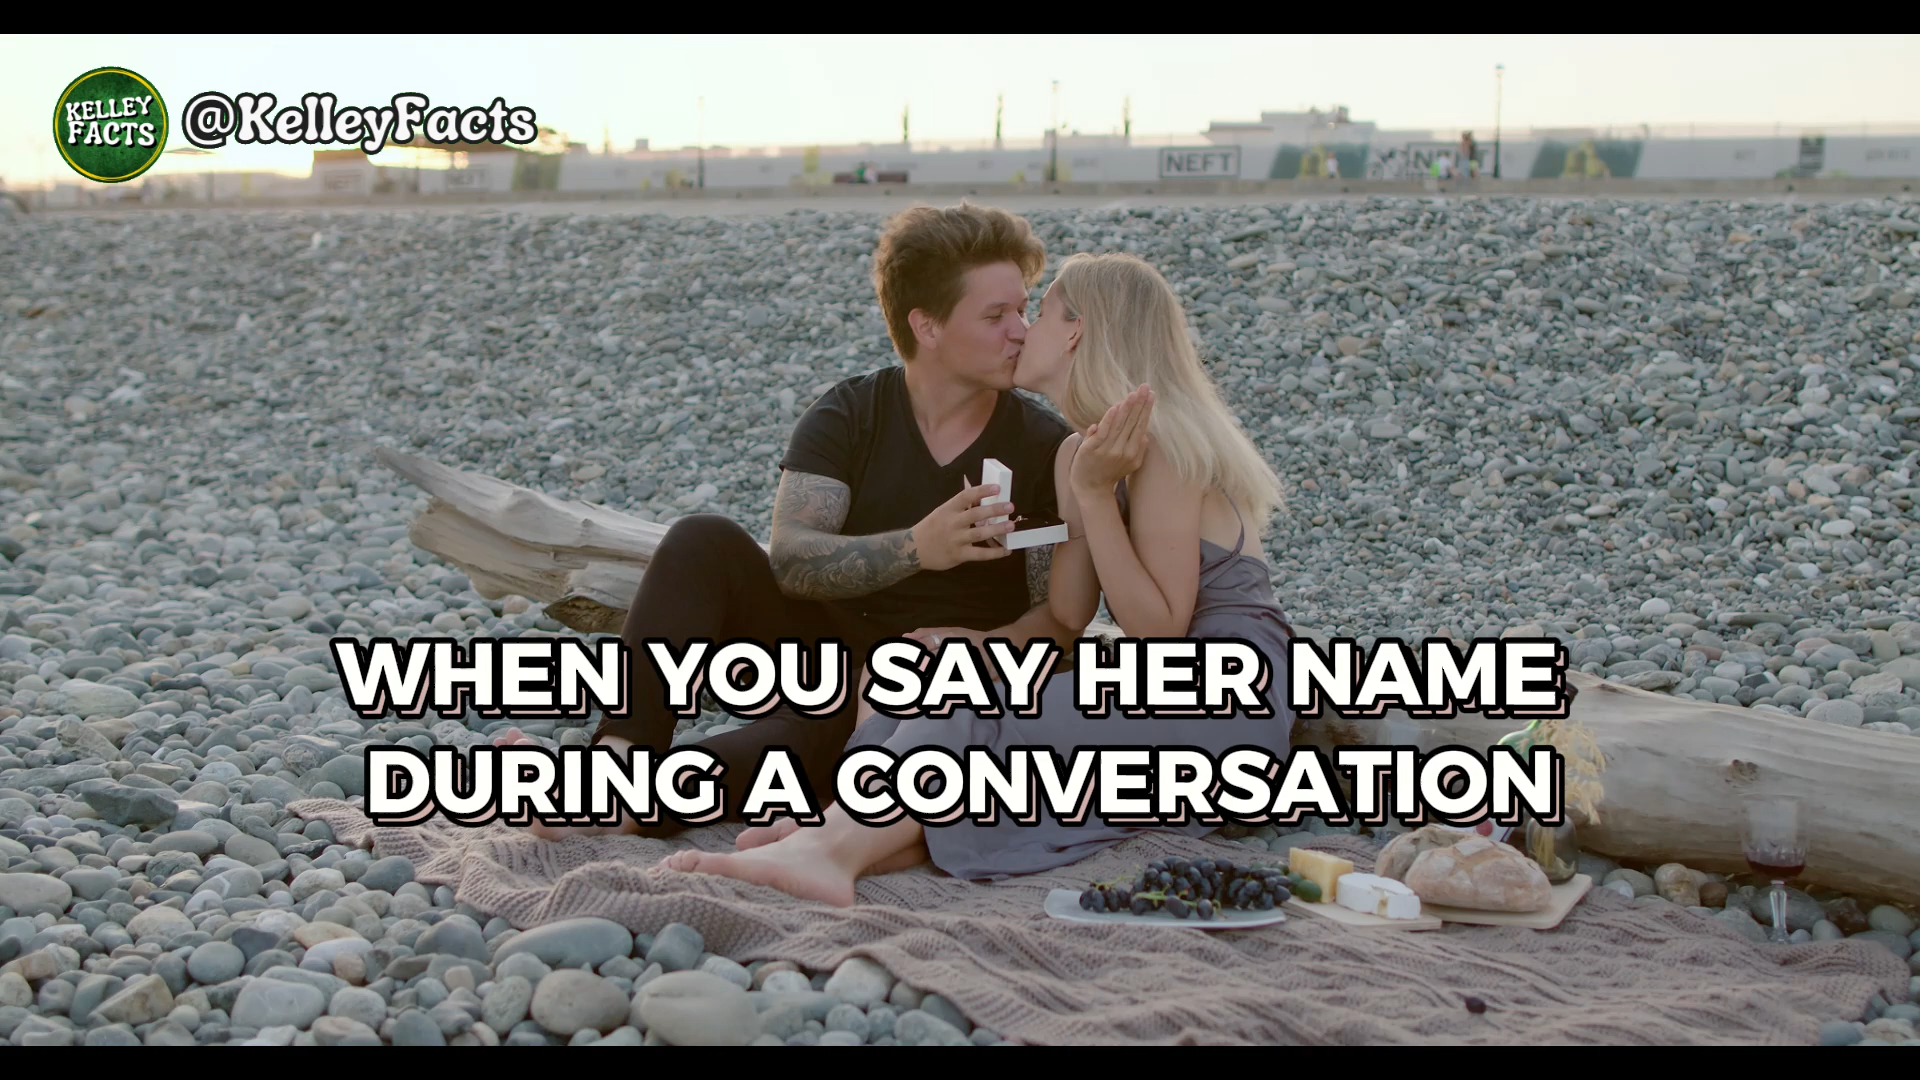 KELLEY
FACTS
@KelleyFacts
NEFT
WHEN YOU SAY HER NAME
DURING A CONVERSATION